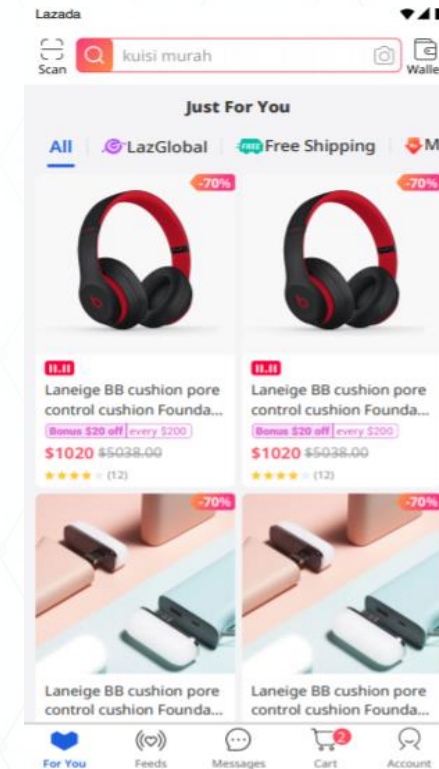 Lazada
Scan
kuisi murah
Walle
Just For You
All LazGlobal FREE Free Shipping M
-70% -70%
11.11 11.11
Laneige BB cushion pore Laneige BB cushion pore
control cushion Founda... control cushion Founda...
Bonus $20 off every $200 Bonus $20 off every $200
$1020 $5038.00 $1020 $5038.00
(12) (12)
-70% -70%
Laneige BB cushion pore Laneige BB cushion pore
control cushion Founda... control cushion Founda...
2
For You Feeds Messages Cart Account